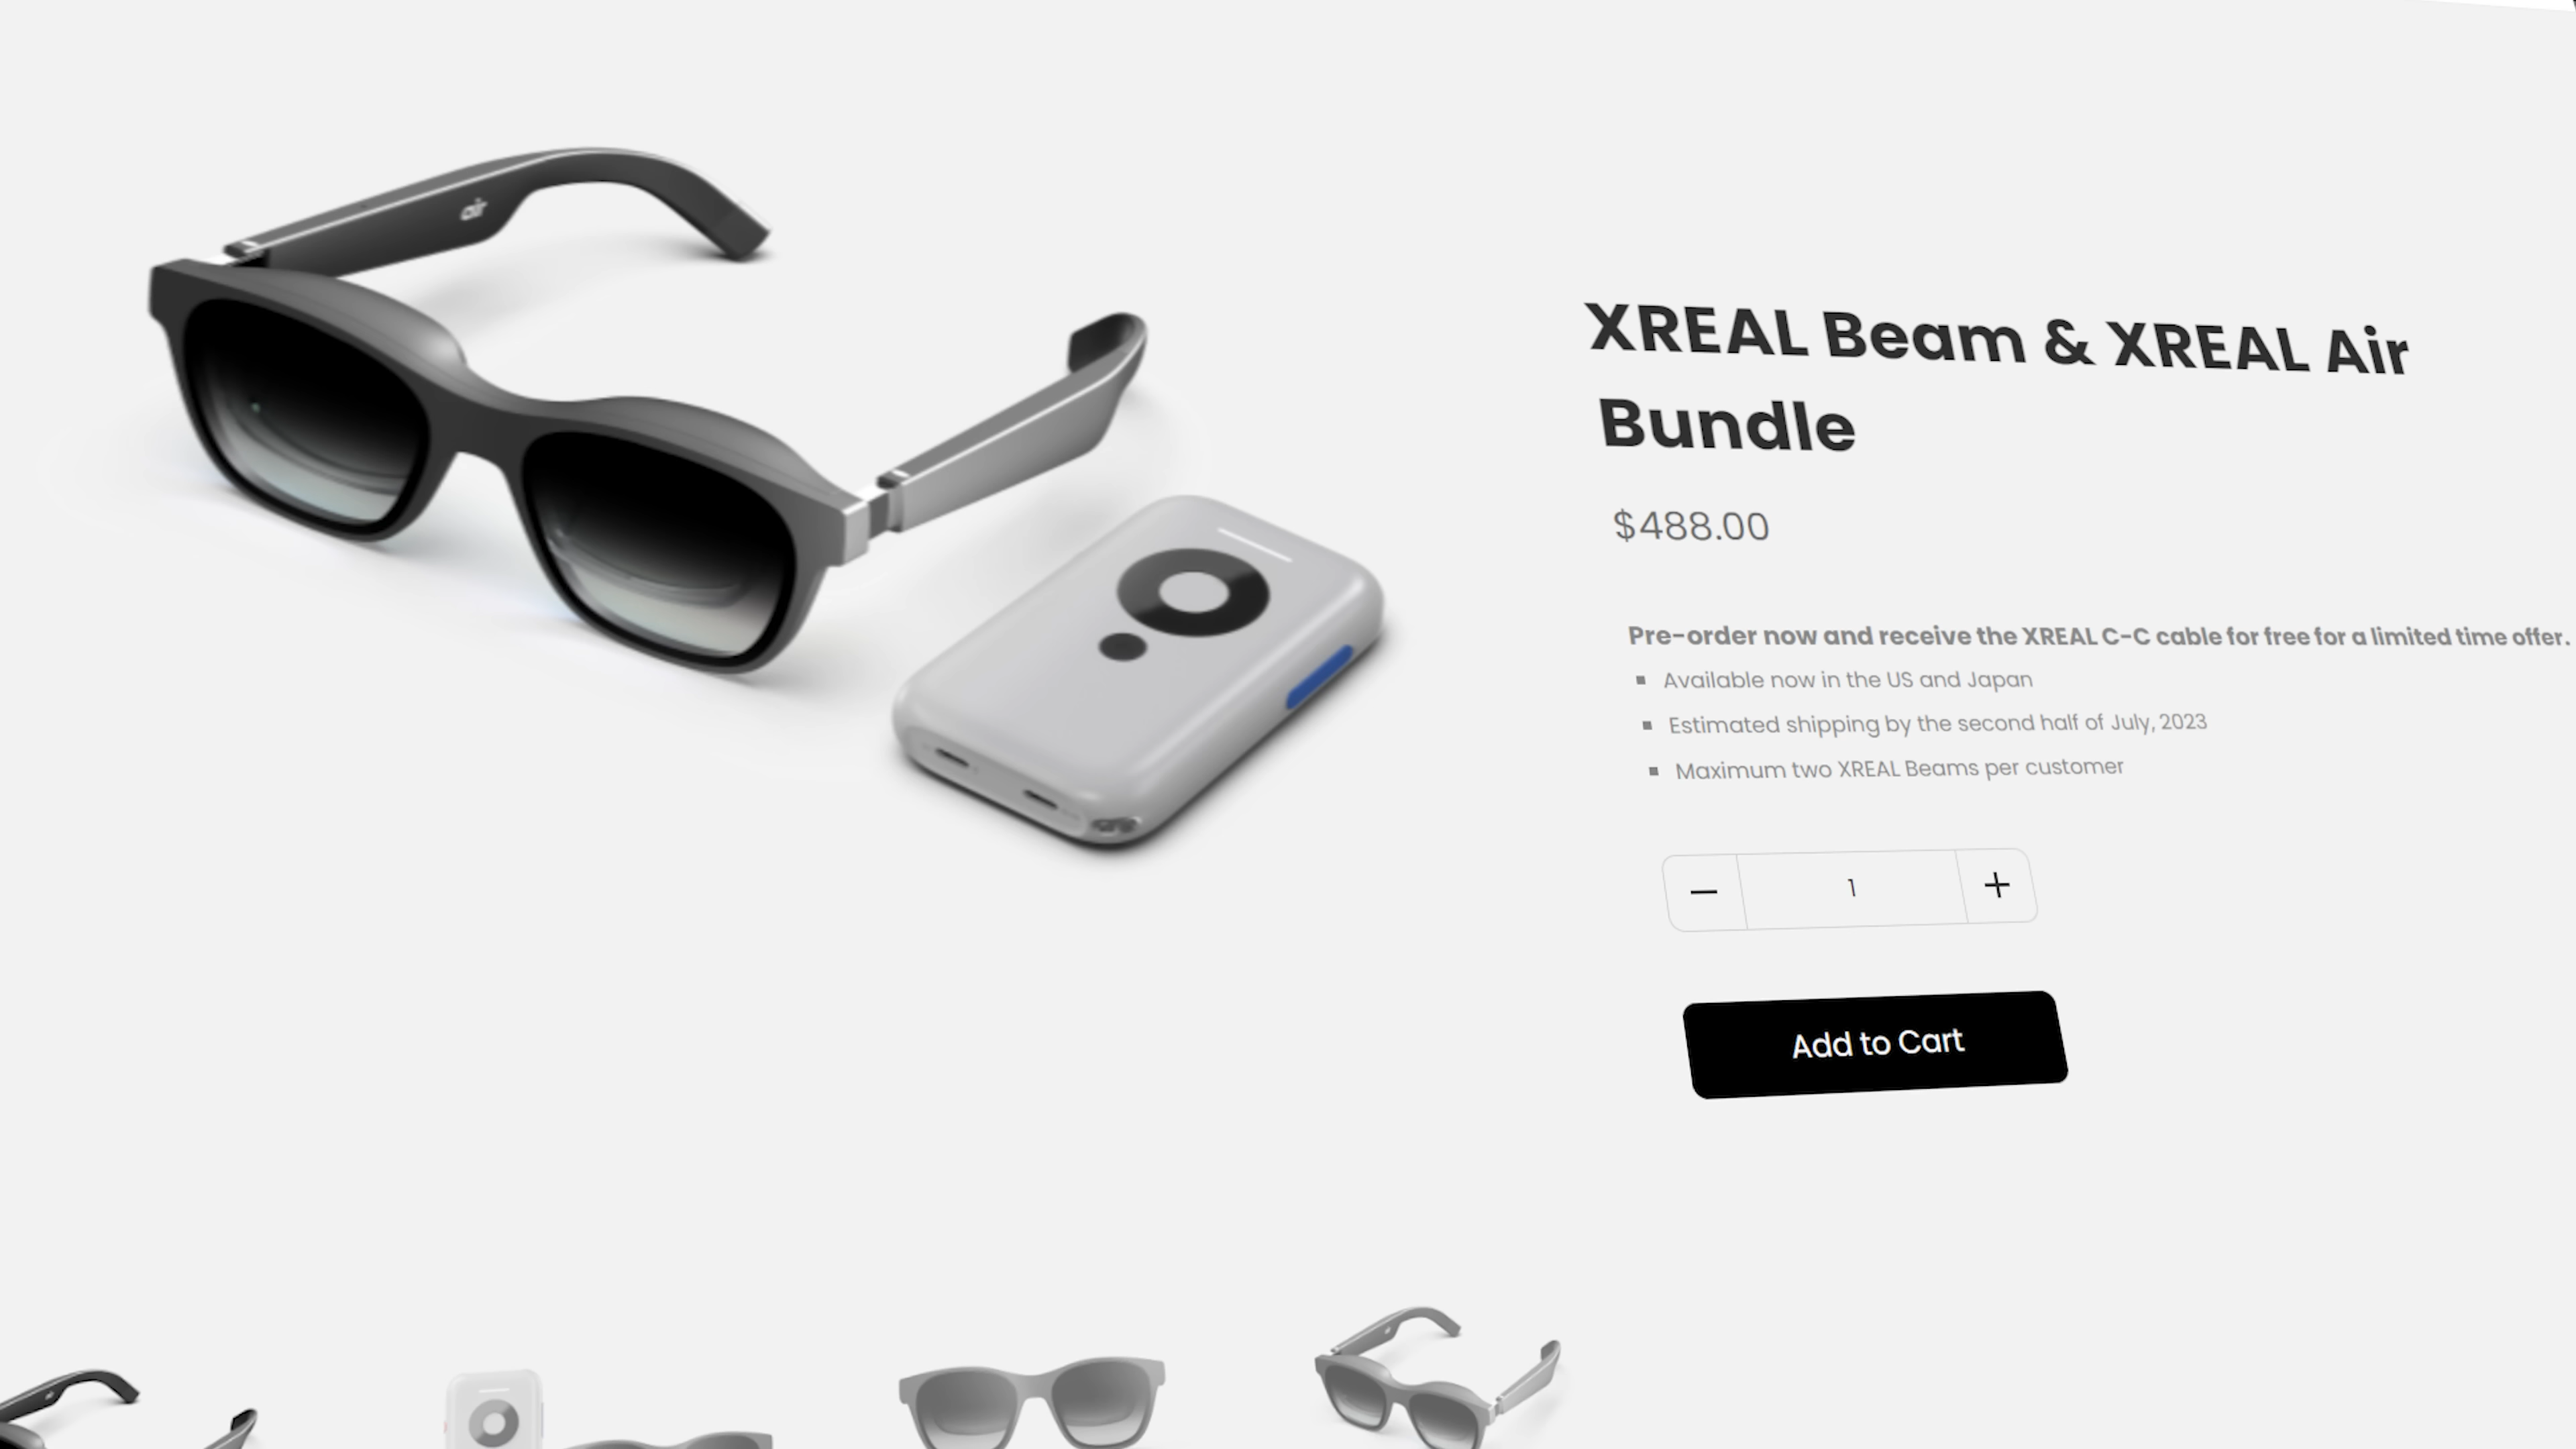 air
XREAL Beam & XREAL Air
Bundle
$488.00
Pre-order now and receive the XREAL C-C cable for free for a limited time offer.
Available now in the US and Japan
Estimated shipping by the second half of July, 2023
Maximum two XREAL Beams per customer
1
Add to Cart